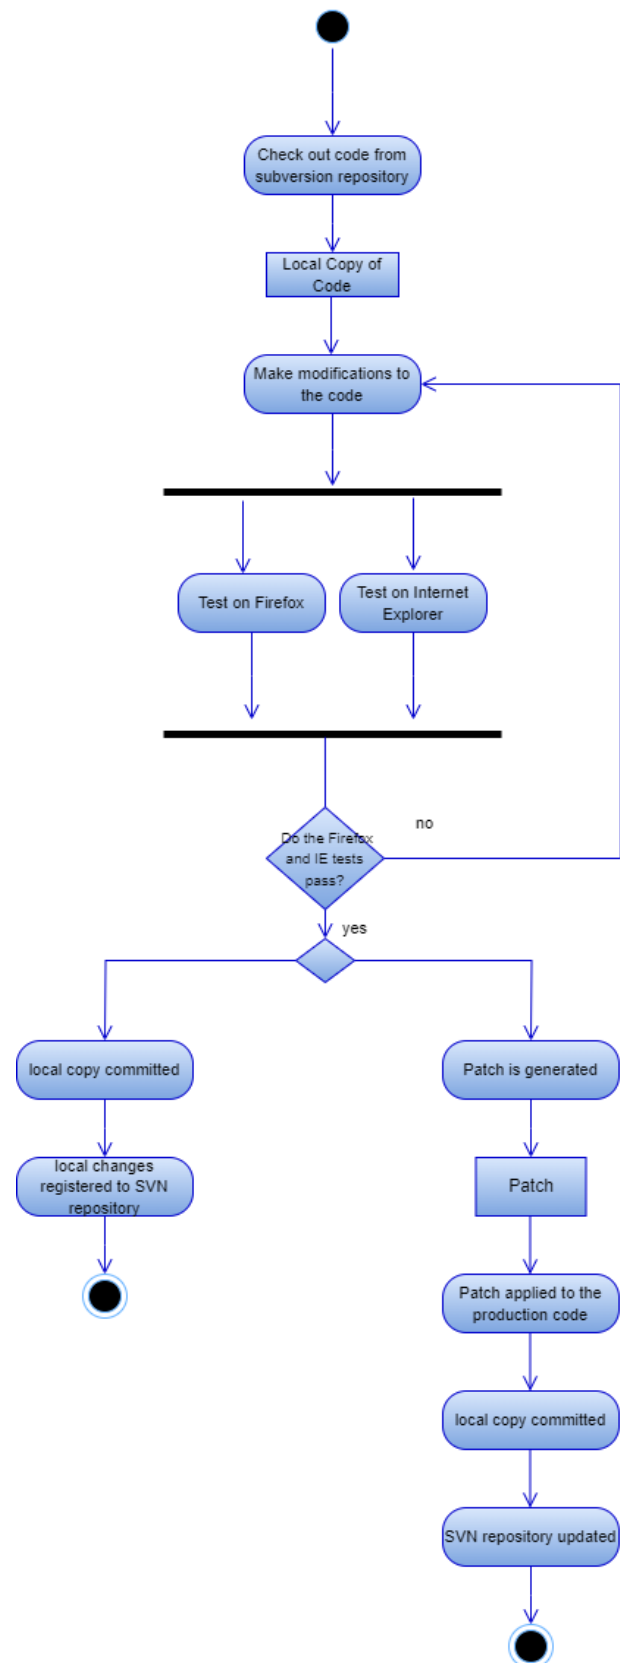 Check out code from
subversion repository
Local Copy of
Code
Make modifications to
the code
Test on Firefox
Test on Internet
Explorer
Do the Firefox
and IE tests
pass?
no
yes
local copy committed
Patch is generated
local changes
registered to SVN
repository
Patch
Patch applied to the
production code
local copy committed
SVN repository updated